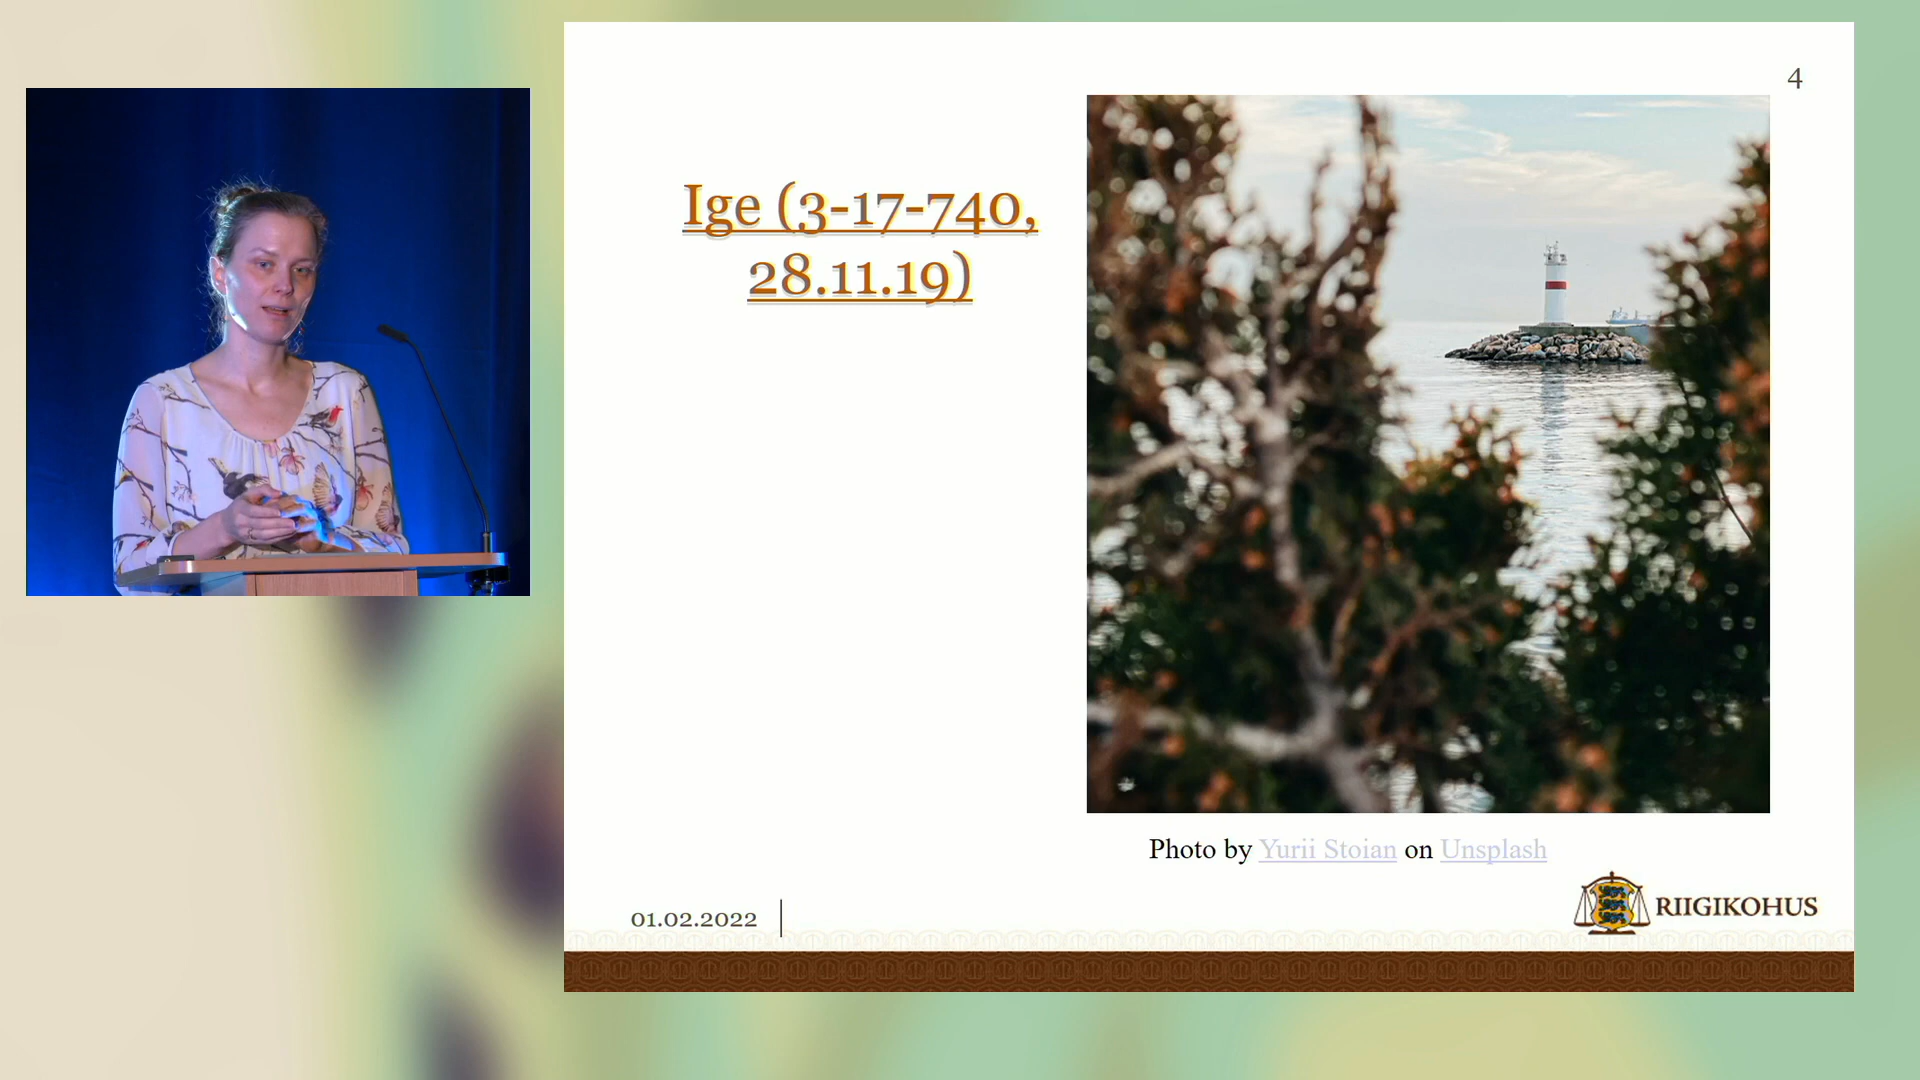 4
Ige (3-17-740,
28.11.19)
Photo by Yurii Stoian on Unsplash
01.02.2022
RIIGIKOHUS